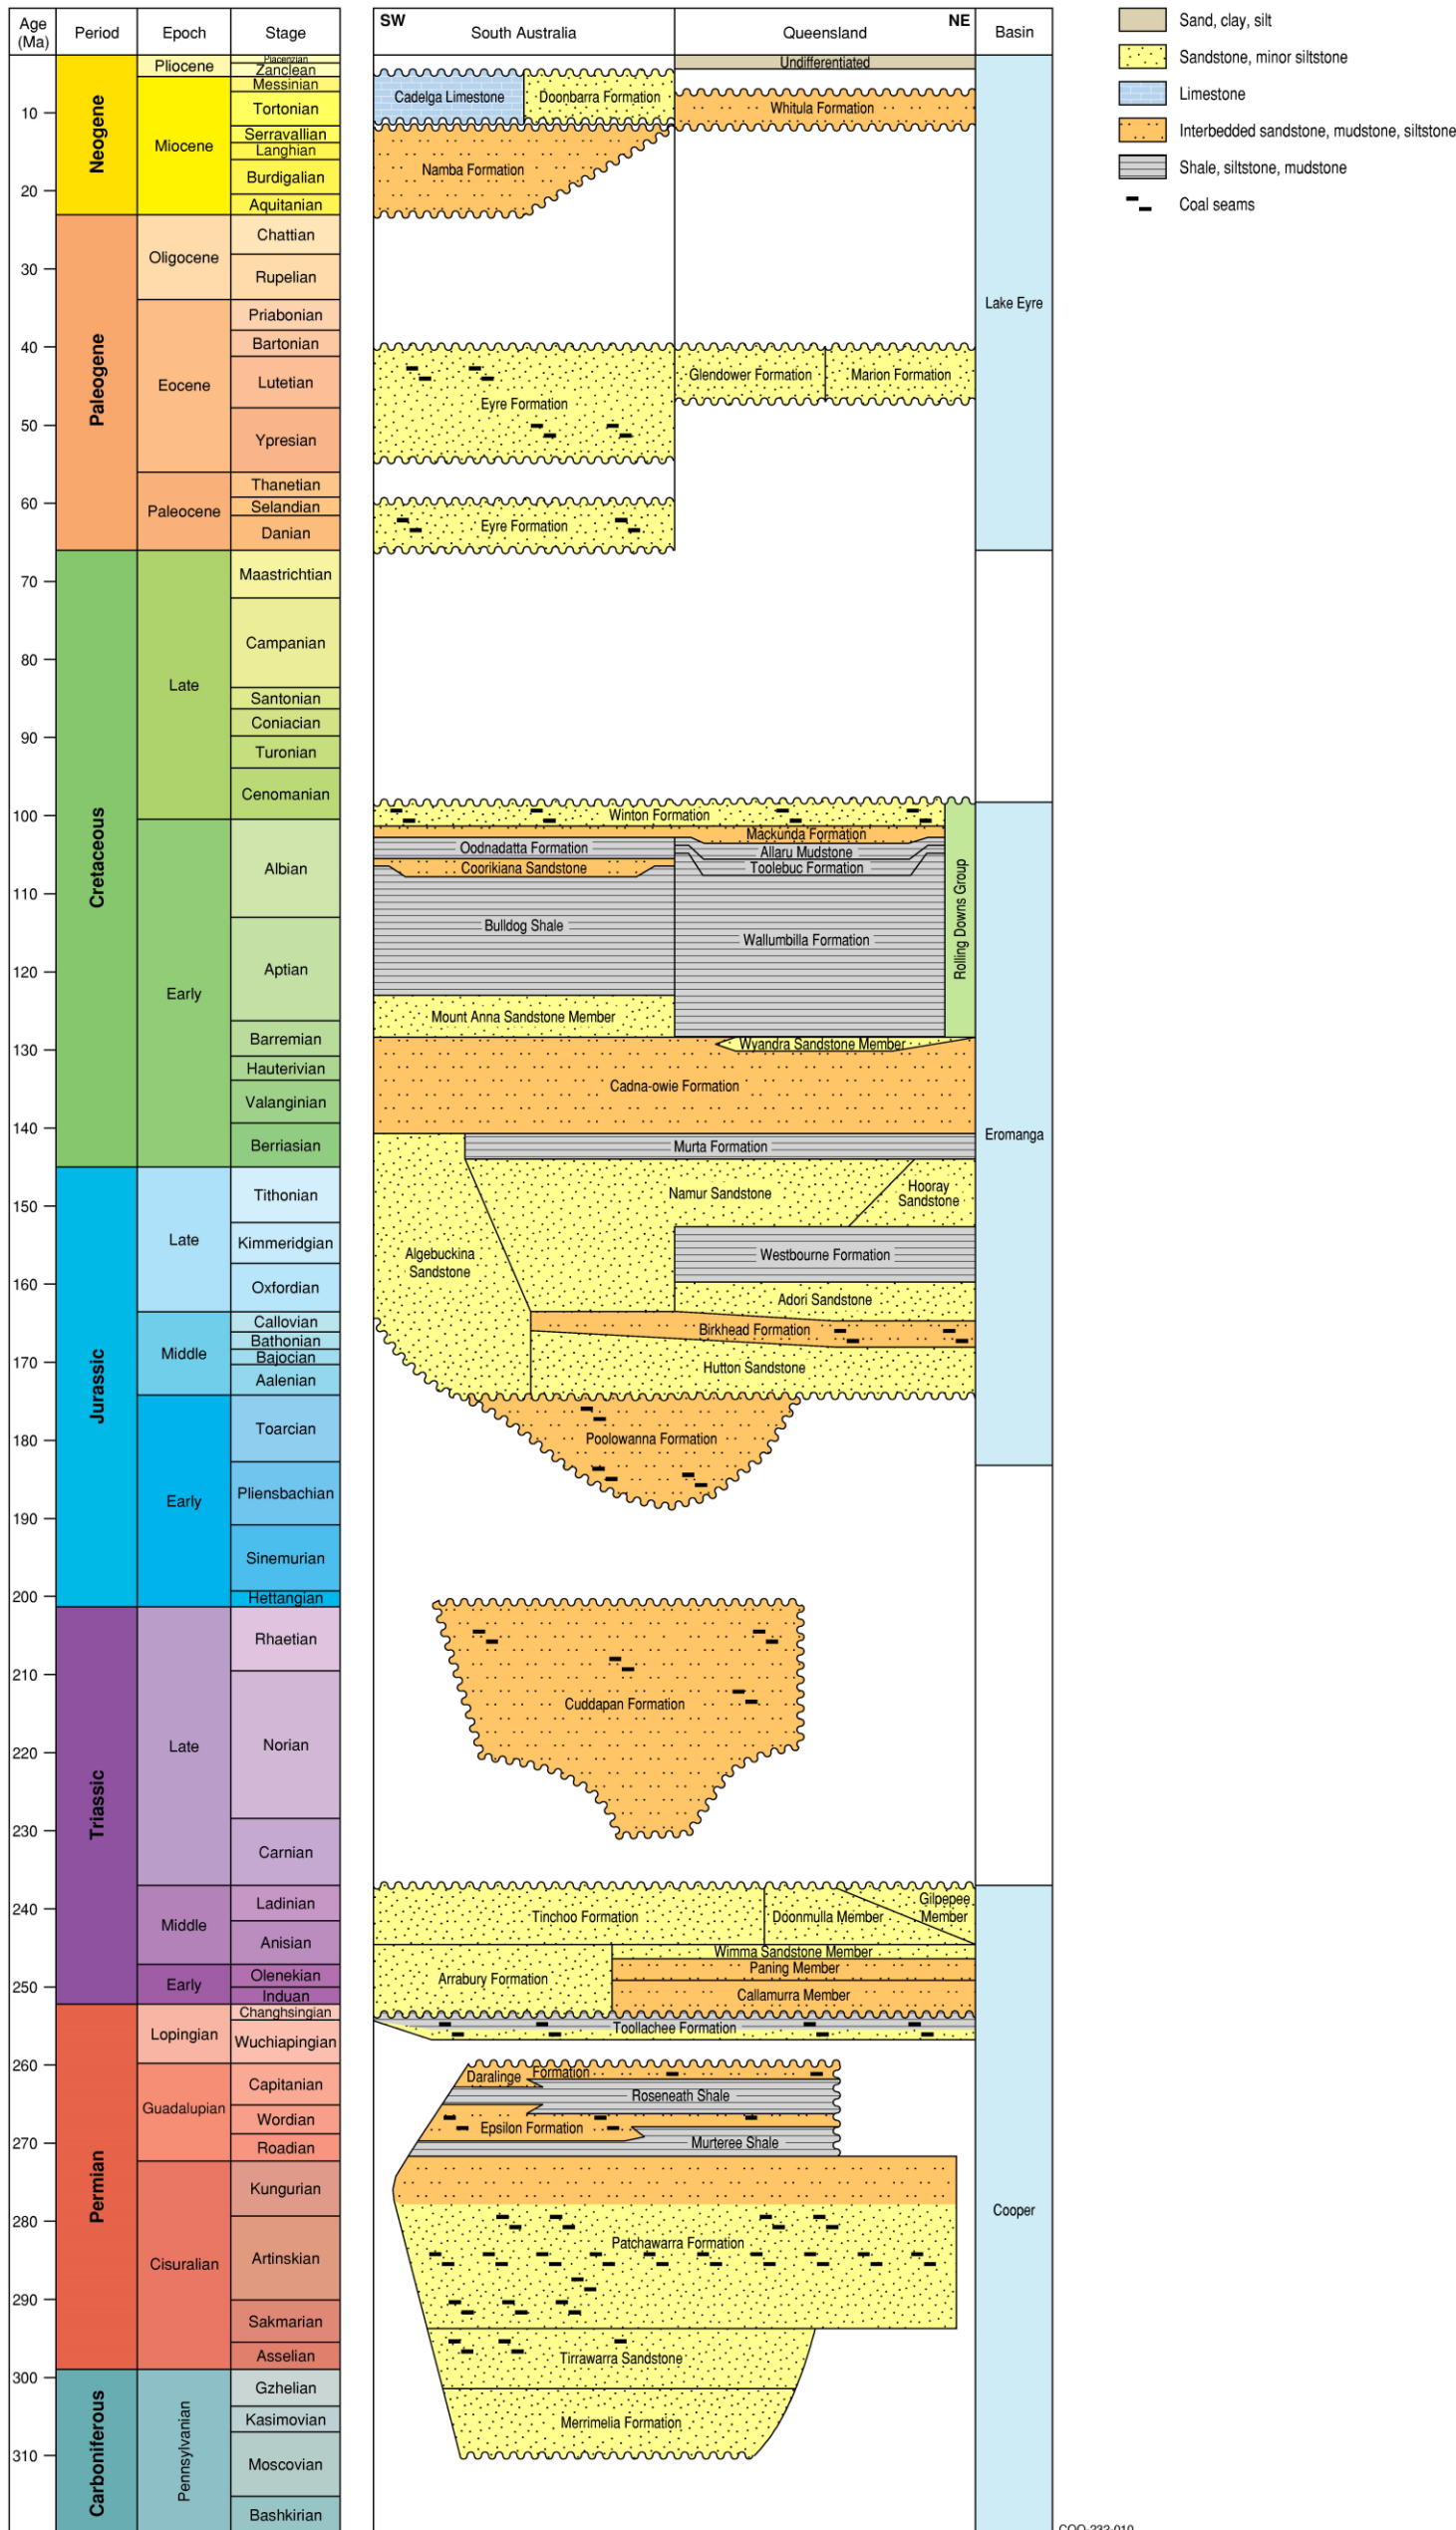 Age
(Ma)
Period
Epoch
Stage
SW
South Australia
Queensland
NE
Basin
10
20
30
40
50
60
70
80
90
100
110
120
130
140
150
160
170
180
190
200
210
220
230
240
250
260
270
280
290
300
310
Neogene
Paleogene
Cretaceous
Jurassic
Triassic
Permian
Carboniferous
Pliocene
Miocene
Oligocene
Eocene
Paleocene
Late
Early
Late
Middle
Early
Late
Middle
Early
Lopingian
Guadalupian
Cisuralian
Pennsylvanian
Piacenzian
Zanclean
Messinian
Tortonian
Serravallian
Langhian
Burdigalian
Aquitanian
Chattian
Rupelian
Priabonian
Bartonian
Lutetian
Ypresian
Thanetian
Selandian
Danian
Maastrichtian
Campanian
Santonian
Coniacian
Turonian
Cenomanian
Albian
Aptian
Barremian
Hauterivian
Valanginian
Berriasian
Tithonian
Kimmeridgian
Oxfordian
Callovian
Bathonian
Bajocian
Aalenian
Toarcian
Pliensbachian
Sinemurian
Hettangian
Rhaetian
Norian
Carnian
Ladinian
Anisian
Olenekian
Induan
Changhsingian
Wuchiapingian
Capitanian
Wordian
Roadian
Kungurian
Artinskian
Sakmarian
Asselian
Gzhelian
Kasimovian
Moscovian
Bashkirian
Undifferentiated
Cadelga Limestone
Doonbarra Formation
Whitula Formation
Namba Formation
Glendower Formation
Marion Formation
Eyre Formation
Eyre Formation
Winton Formation
Mackunda Formation
Oodnadatta Formation
Allaru Mudstone
Coorikiana Sandstone
Toolebuc Formation
Bulldog Shale
Wallumbilla Formation
Rolling Downs Group
Mount Anna Sandstone Member
Wyandra Sandstone Member
Cadna-owie Formation
Murta Formation
Namur Sandstone
Hooray
Sandstone
Algebuckina
Sandstone
Westbourne Formation
Adori Sandstone
Birkhead Formation
Hutton Sandstone
Poolowanna Formation
Cuddapan Formation
Tinchoo Formation
Doonmulla Member
Gilpepee
Member
Wimma Sandstone Member
Arrabury Formation
Paning Member
Callamurra Member
Toollachee Formation
Daralinge Formation
Roseneath Shale
Epsilon Formation
Murteree Shale
Patchawarra Formation
Tirrawarra Sandstone
Merrimelia Formation
Lake Eyre
Eromanga
Cooper
Sand, clay, silt
Sandstone, minor siltstone
Limestone
Interbedded sandstone, mudstone, siltstone
Shale, siltstone, mudstone
Coal seams